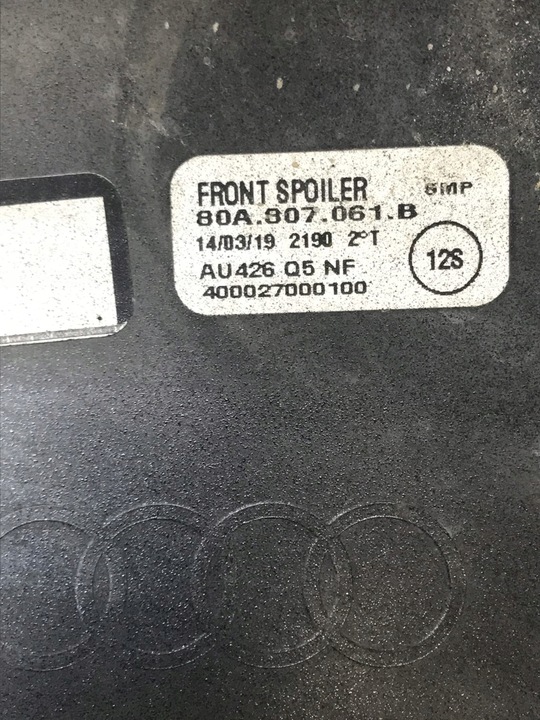 FRONT SPOILER SMP
80A.807.061.B
14/03/19 2190 2°T
AU426 Q5 NF 12S
400027000100